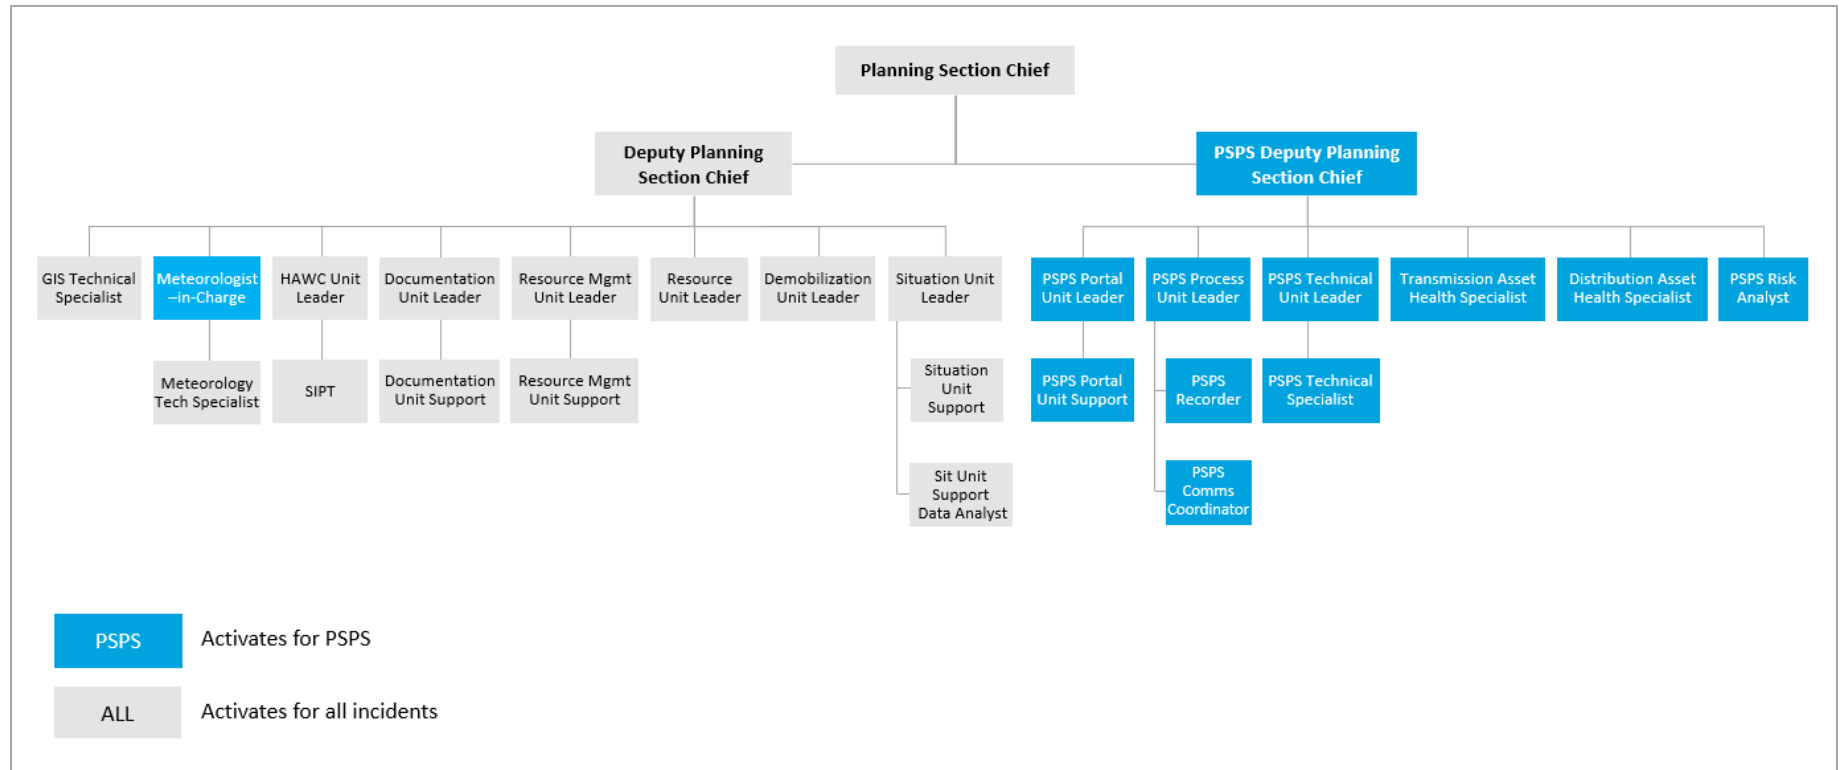 Planning Section Chief
Deputy Planning
Section Chief
PSPS Deputy Planning
Section Chief
GIS Technical
Specialist
Meteorologist
–in-Charge
HAWC Unit
Leader
Documentation
Unit Leader
Resource Mgmt
Unit Leader
Resource
Unit Leader
Demobilization
Unit Leader
Situation Unit
Leader
PSPS Portal
Unit Leader
PSPS Process
Unit Leader
PSPS Technical
Unit Leader
Transmission Asset
Health Specialist
Distribution Asset
Health Specialist
PSPS Risk
Analyst
Meteorology
Tech Specialist
SIPT
Documentation
Unit Support
Resource Mgmt
Unit Support
Situation
Unit
Support
PSPS Portal
Unit Support
PSPS
Recorder
PSPS Technical
Specialist
Sit Unit
Support
Data Analyst
PSPS
Comms
Coordinator
PSPS
Activates for PSPS
ALL
Activates for all incidents